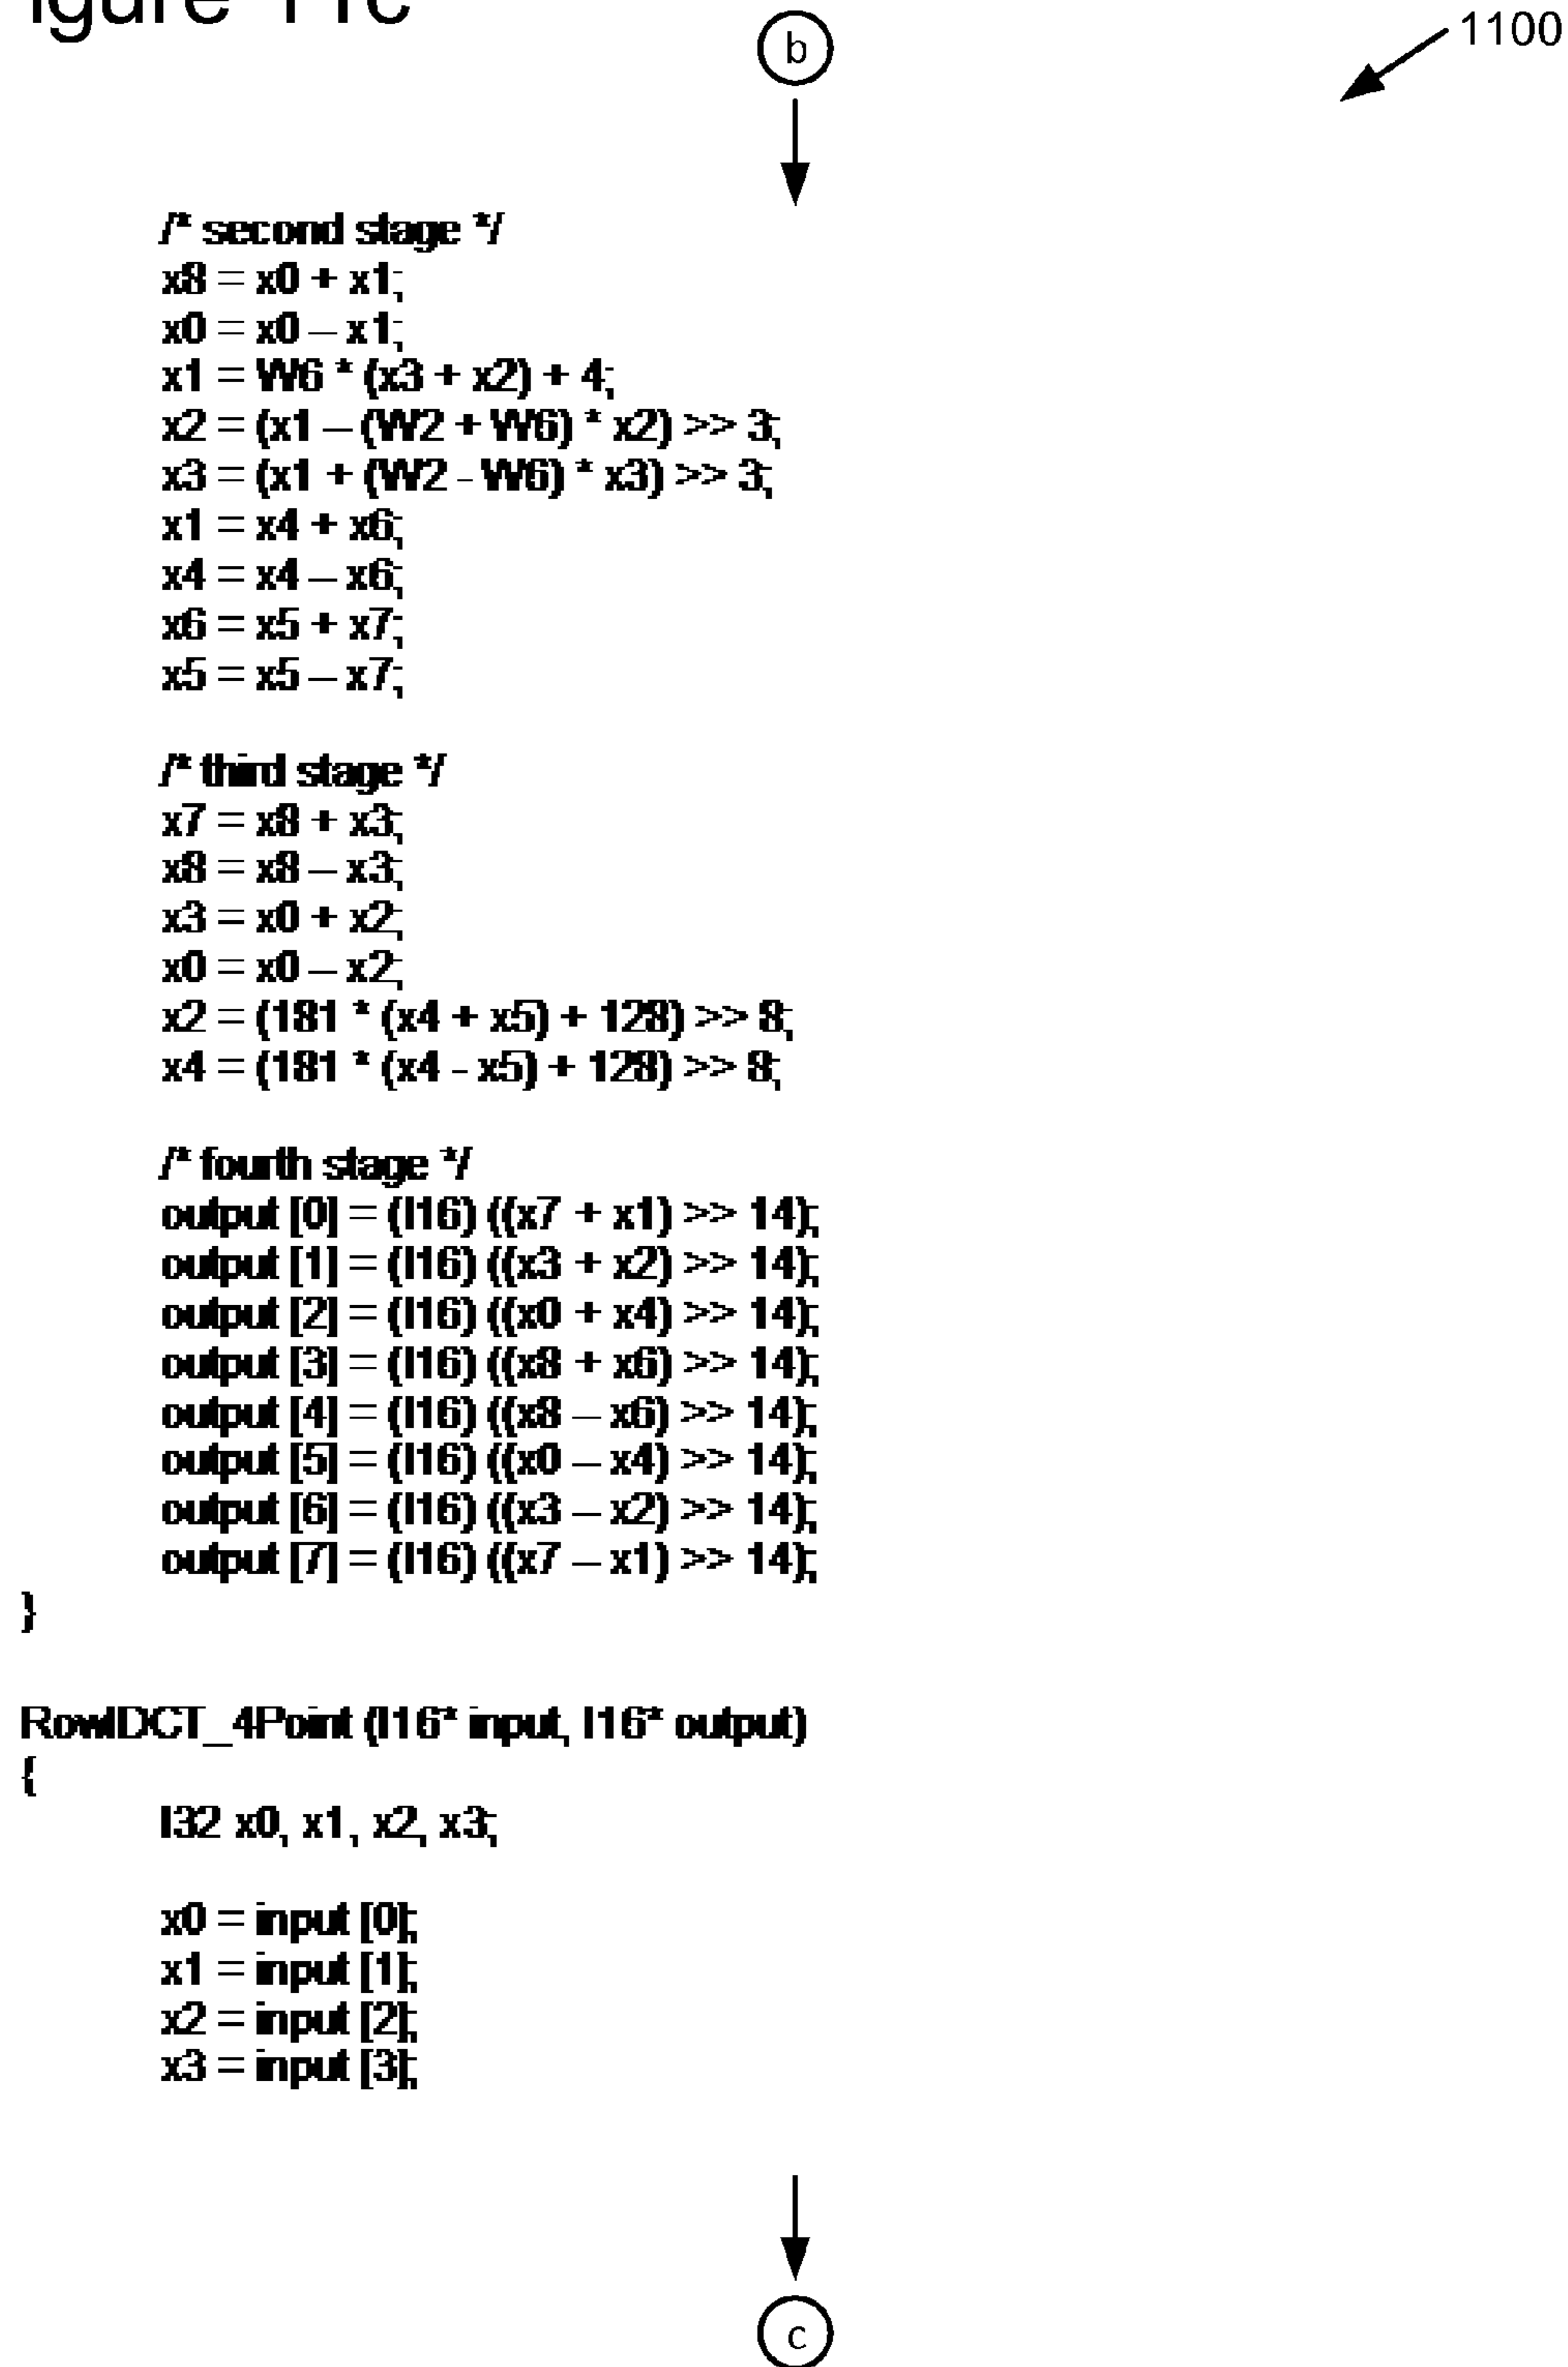 igure 11c
b
1100
/* second stage */
x8 = x0 + x1;
x0 = x0 – x1;
x1 = W6 * (x3 + x2) + 4;
x2 = (x1 – (W2 + W6) * x2) >> 3;
x3 = (x1 + (W2 - W6) * x3) >> 3;
x1 = x4 + x6;
x4 = x4 – x6;
x6 = x5 + x7;
x5 = x5 – x7;
/* third stage */
x7 = x8 + x3;
x8 = x8 – x3;
x3 = x0 + x2;
x0 = x0 – x2;
x2 = (181 * (x4 + x5) + 128) >> 8;
x4 = (181 * (x4 - x5) + 128) >> 8;
/* fourth stage */
output [0] = (I16) ((x7 + x1) >> 14);
output [1] = (I16) ((x3 + x2) >> 14);
output [2] = (I16) ((x0 + x4) >> 14);
output [3] = (I16) ((x8 + x6) >> 14);
output [4] = (I16) ((x8 – x6) >> 14);
output [5] = (I16) ((x0 – x4) >> 14);
output [6] = (I16) ((x3 – x2) >> 14);
output [7] = (I16) ((x7 – x1) >> 14);
}
RowIDCT_4Point (I16* input, I16* output)
{
I32 x0, x1, x2, x3;
x0 = input [0];
x1 = input [1];
x2 = input [2];
x3 = input [3];
c